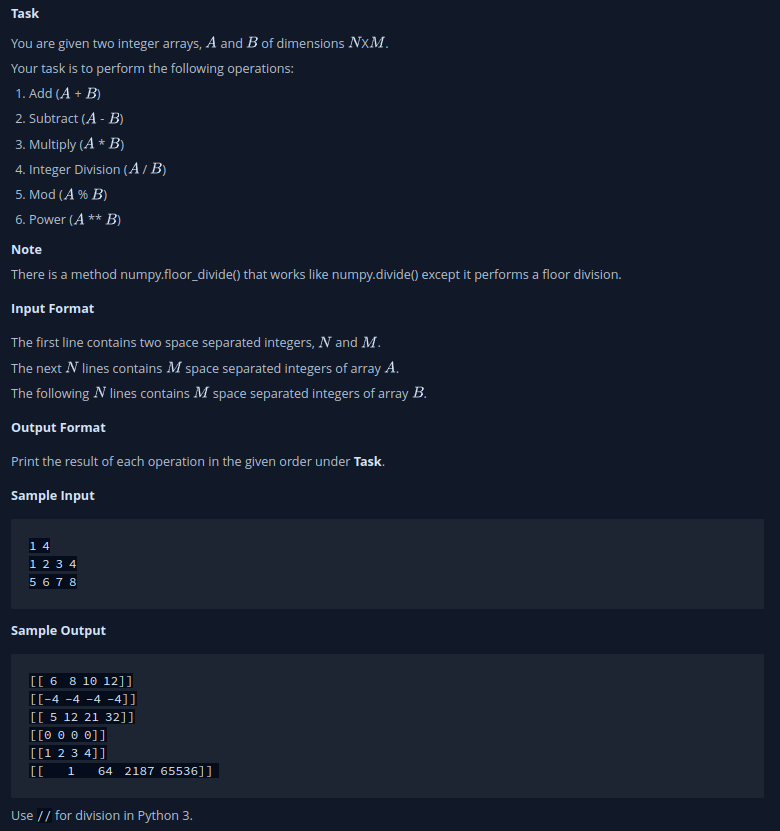 Task
You are given two integer arrays, A and B of dimensions NXM.
Your task is to perform the following operations:
1. Add (A + B)
2. Subtract (A - B)
3. Multiply (A * B)
4. Integer Division (A / B)
5. Mod (A % B)
6. Power (A ** B)
Note
There is a method numpy.floor_divide() that works like numpy.divide() except it performs a floor division.
Input Format
The first line contains two space separated integers, N and M.
The next N lines contains M space separated integers of array A.
The following N lines contains M space separated integers of array B.
Output Format
Print the result of each operation in the given order under Task.
Sample Input
1 4
1 2 3 4
5 6 7 8
Sample Output
[[ 6  8 10 12]]
[[-4 -4 -4 -4]]
[[ 5 12 21 32]]
[[0 0 0 0]]
[[1 2 3 4]]
[[    1    64  2187 65536]]
Use // for division in Python 3.